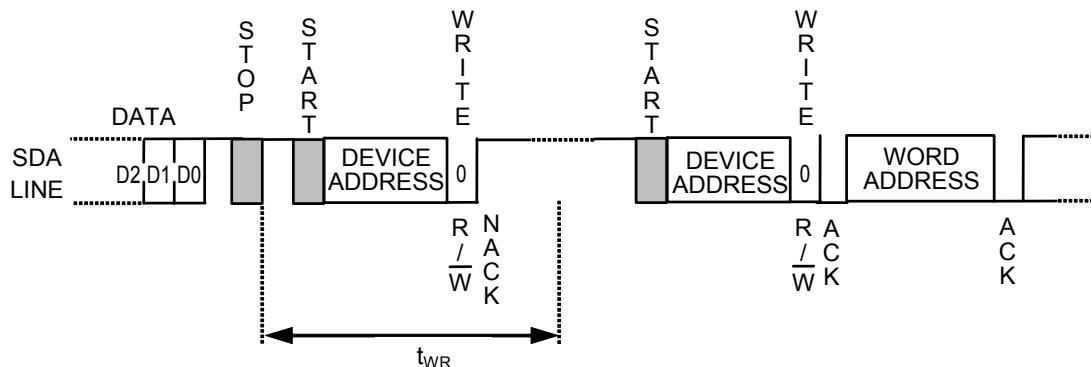 STOP
START
WRITE
START
WRITE
DATA
SDA
LINE
D2 D1 D0
DEVICE
ADDRESS
0
DEVICE
ADDRESS
0
WORD
ADDRESS
R/W̅
NACK
R/W̅
ACK
ACK
tWR